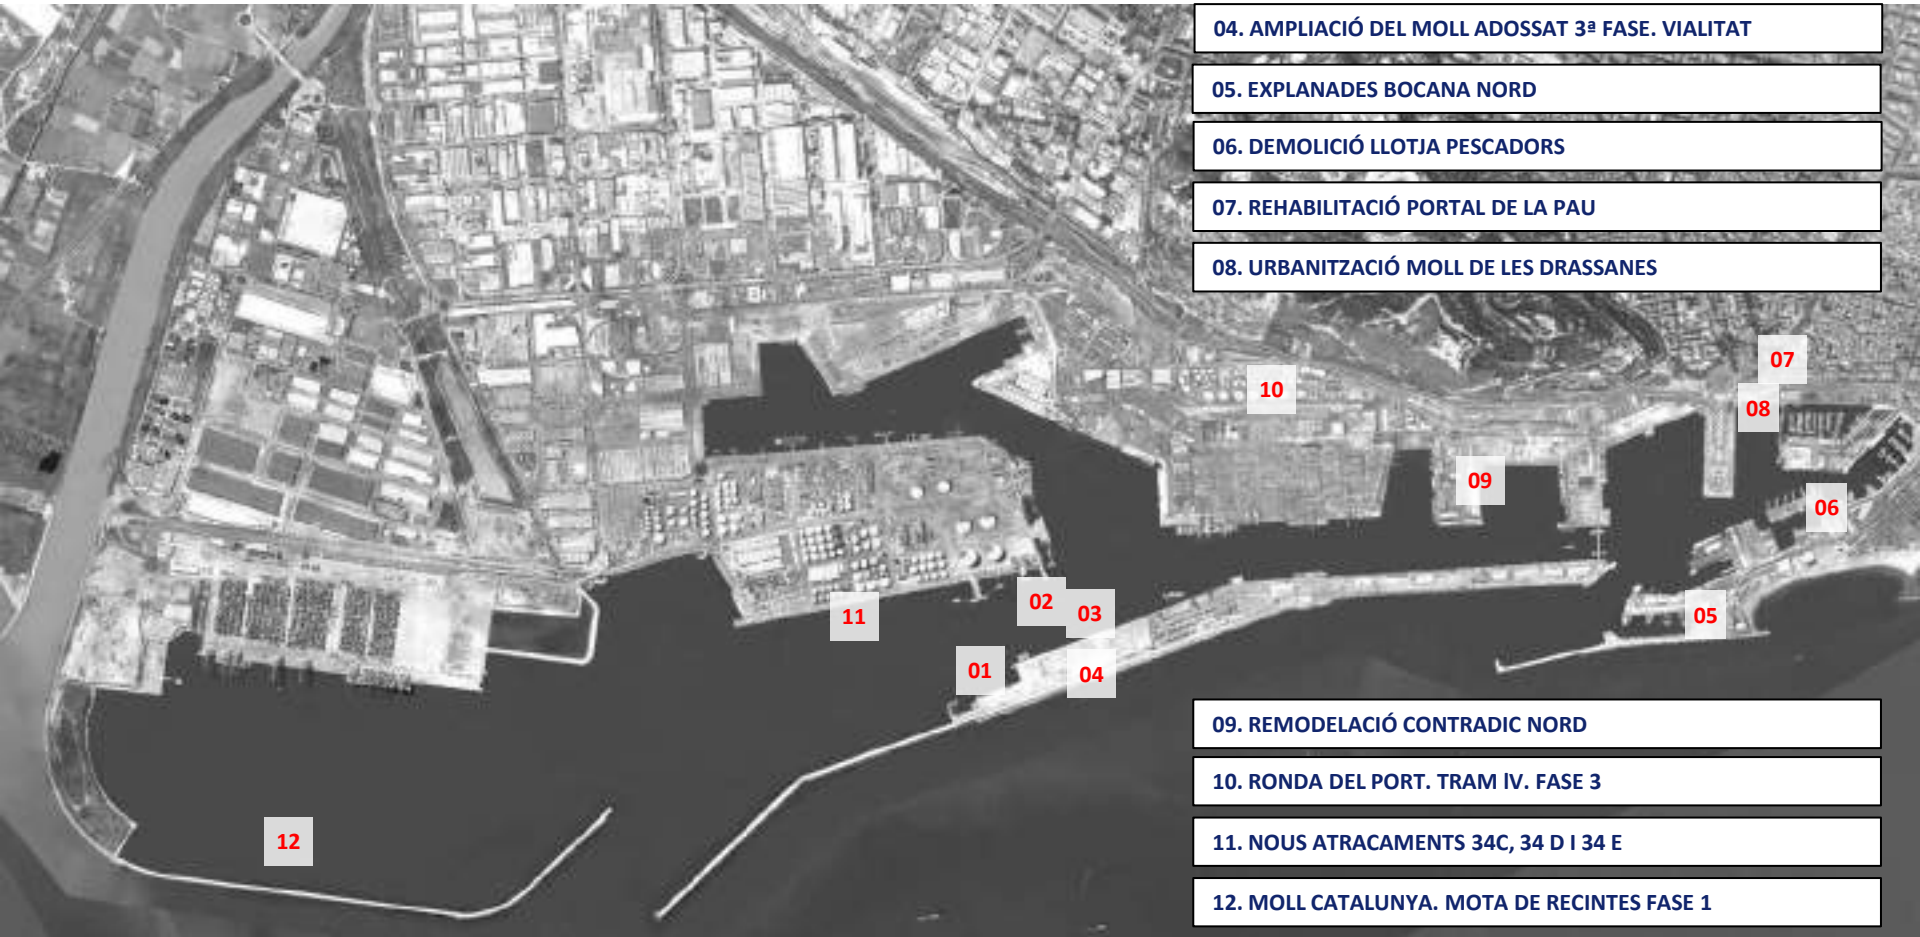 04. AMPLIACIÓ DEL MOLL ADOSSAT 3ª FASE. VIALITAT
05. EXPLANADES BOCANA NORD
06. DEMOLICIÓ LLOTJA PESCADORS
07. REHABILITACIÓ PORTAL DE LA PAU
08. URBANITZACIÓ MOLL DE LES DRASSANES
07
10
08
09
06
02
03
11
05
01
04
09. REMODELACIÓ CONTRADIC NORD
10. RONDA DEL PORT. TRAM lV. FASE 3
11. NOUS ATRACAMENTS 34C, 34 D I 34 E
12
12. MOLL CATALUNYA. MOTA DE RECINTES FASE 1